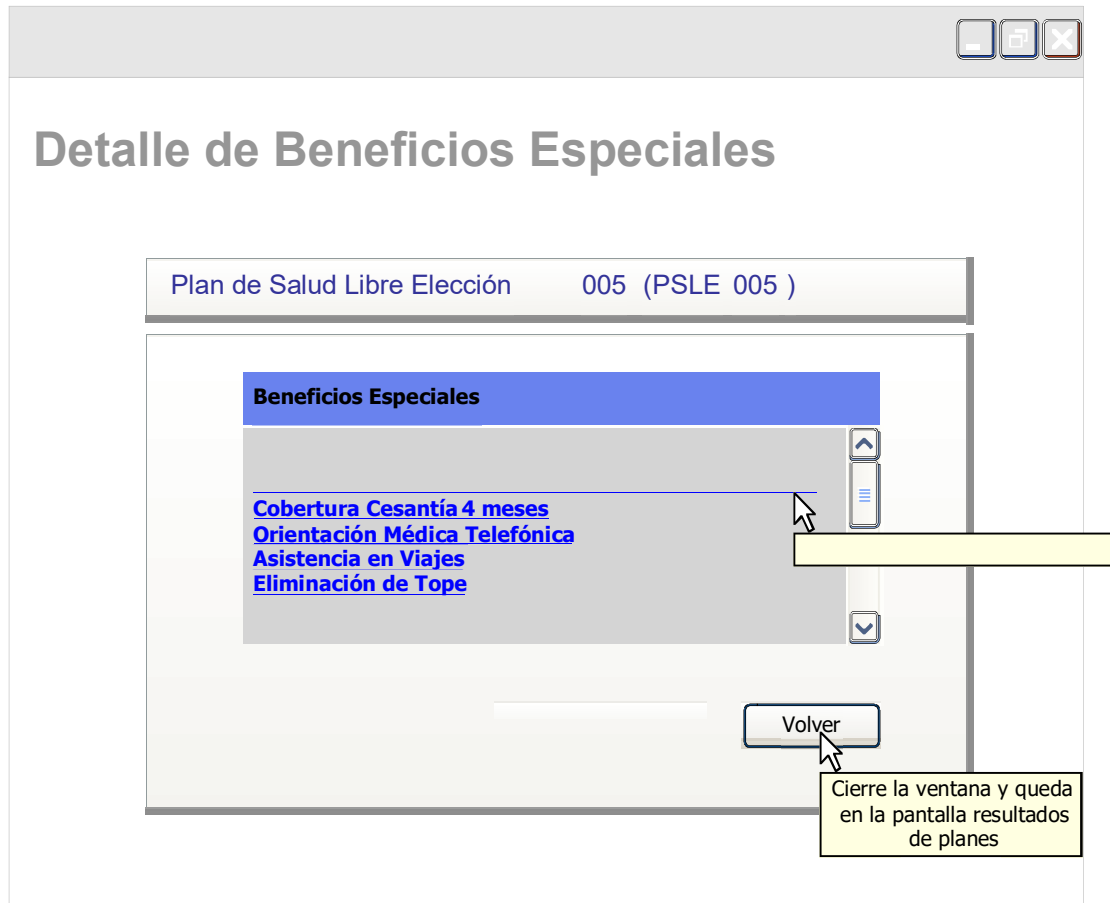 Detalle de Beneficios Especiales
Plan de Salud Libre Elección 005 (PSLE 005 )
Beneficios Especiales
Cobertura Cesantía 4 meses
Orientación Médica Telefónica
Asistencia en Viajes
Eliminación de Tope
Volver
Cierre la ventana y queda
en la pantalla resultados
de planes